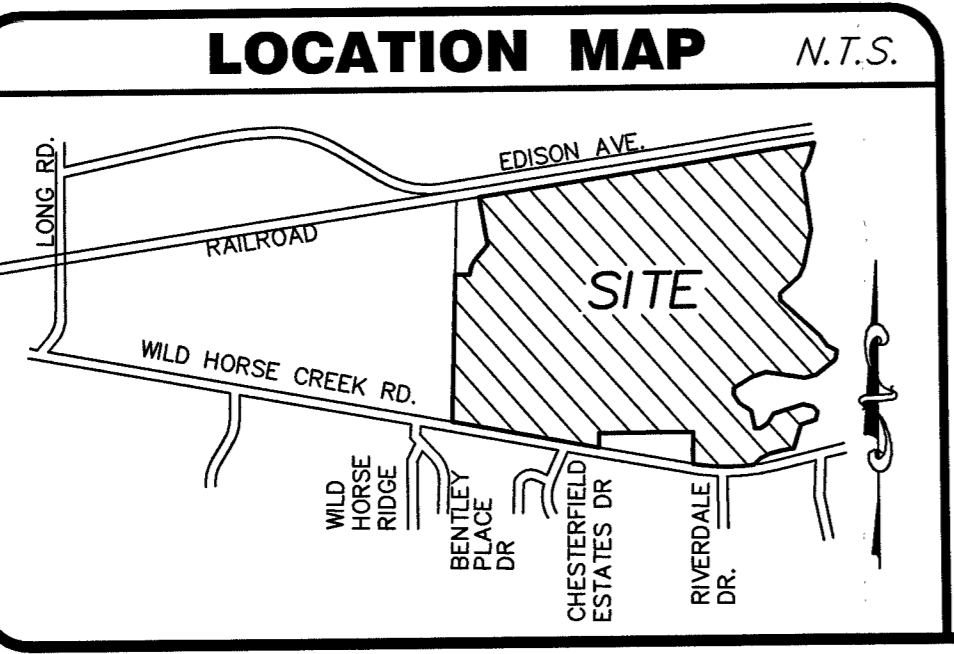 LOCATION MAP
N.T.S.
LONG RD.
EDISON AVE.
RAILROAD
SITE
WILD HORSE CREEK RD.
WILD
HORSE
RIDGE
BENTLEY
PLACE
DR
CHESTERFIELD
ESTATES DR
RIVERDALE
DR.